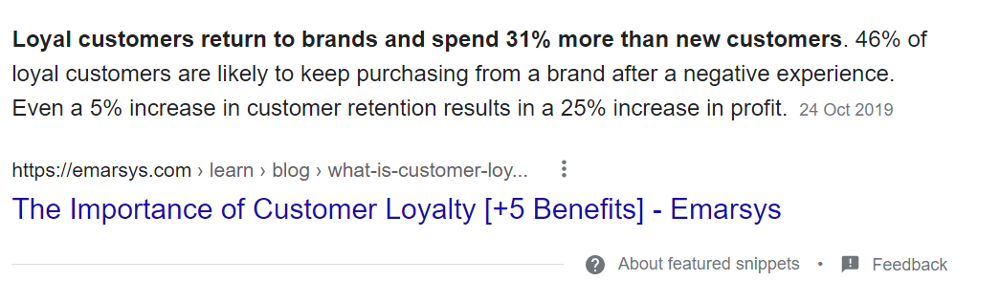 Loyal customers return to brands and spend 31% more than new customers. 46% of
loyal customers are likely to keep purchasing from a brand after a negative experience.
Even a 5% increase in customer retention results in a 25% increase in profit. 24 Oct 2019
https://emarsys.com › learn › blog › what-is-customer-loy...
The Importance of Customer Loyalty [+5 Benefits] - Emarsys
About featured snippets • Feedback